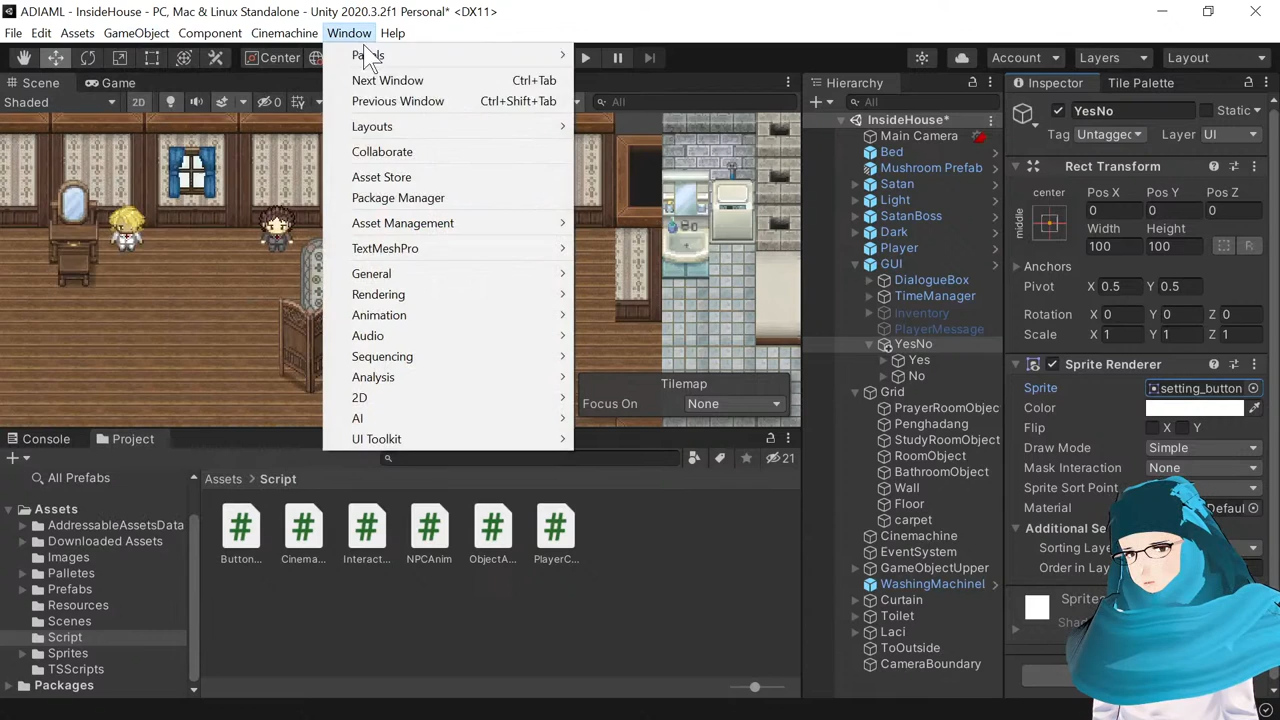 ADIAML - InsideHouse - PC, Mac & Linux Standalone - Unity 2020.3.2f1 Personal* <DX11>
File Edit Assets GameObject Component Cinemachine Window Help
Center
Account Layers Layout
Scene Game
Shaded 2D 0 All
Panels
Next Window Ctrl+Tab
Previous Window Ctrl+Shift+Tab
Layouts
Collaborate
Asset Store
Package Manager
Asset Management
TextMeshPro
General
Rendering
Animation
Audio
Sequencing
Analysis
2D
AI
UI Toolkit
Tilemap
Focus On None
Hierarchy
All
InsideHouse*
Main Camera
Bed
Mushroom Prefab
Satan
Light
SatanBoss
Dark
Player
GUI
DialogueBox
TimeManager
Inventory
PlayerMessage
YesNo
Yes
No
Grid
PrayerRoomObjec
Penghadang
StudyRoomObject
RoomObject
BathroomObject
Wall
Floor
carpet
Cinemachine
EventSystem
GameObjectUpper
WashingMachineI
Curtain
Toilet
Laci
ToOutside
CameraBoundary
Inspector Tile Palette
YesNo Static
Tag Untagged Layer UI
Rect Transform
center Pos X Pos Y Pos Z
middle 0 0 0
Width Height
100 100 R
Anchors
Pivot X 0.5 Y 0.5
Rotation X 0 Y 0 Z 0
Scale X 1 Y 1 Z 1
Sprite Renderer
Sprite setting_button
Color
Flip X Y
Draw Mode Simple
Mask Interaction None
Sprite Sort Point
Material Defaul
Additional Se
Sorting Laye
Order in La
Sprites
Shad
Console Project
21
All Prefabs
Assets
AddressableAssetsData
Downloaded Assets
Images
Palletes
Prefabs
Resources
Scenes
Script
Sprites
TSScripts
Packages
Assets > Script
Button... Cinema... Interact... NPCAnim ObjectA... PlayerC...